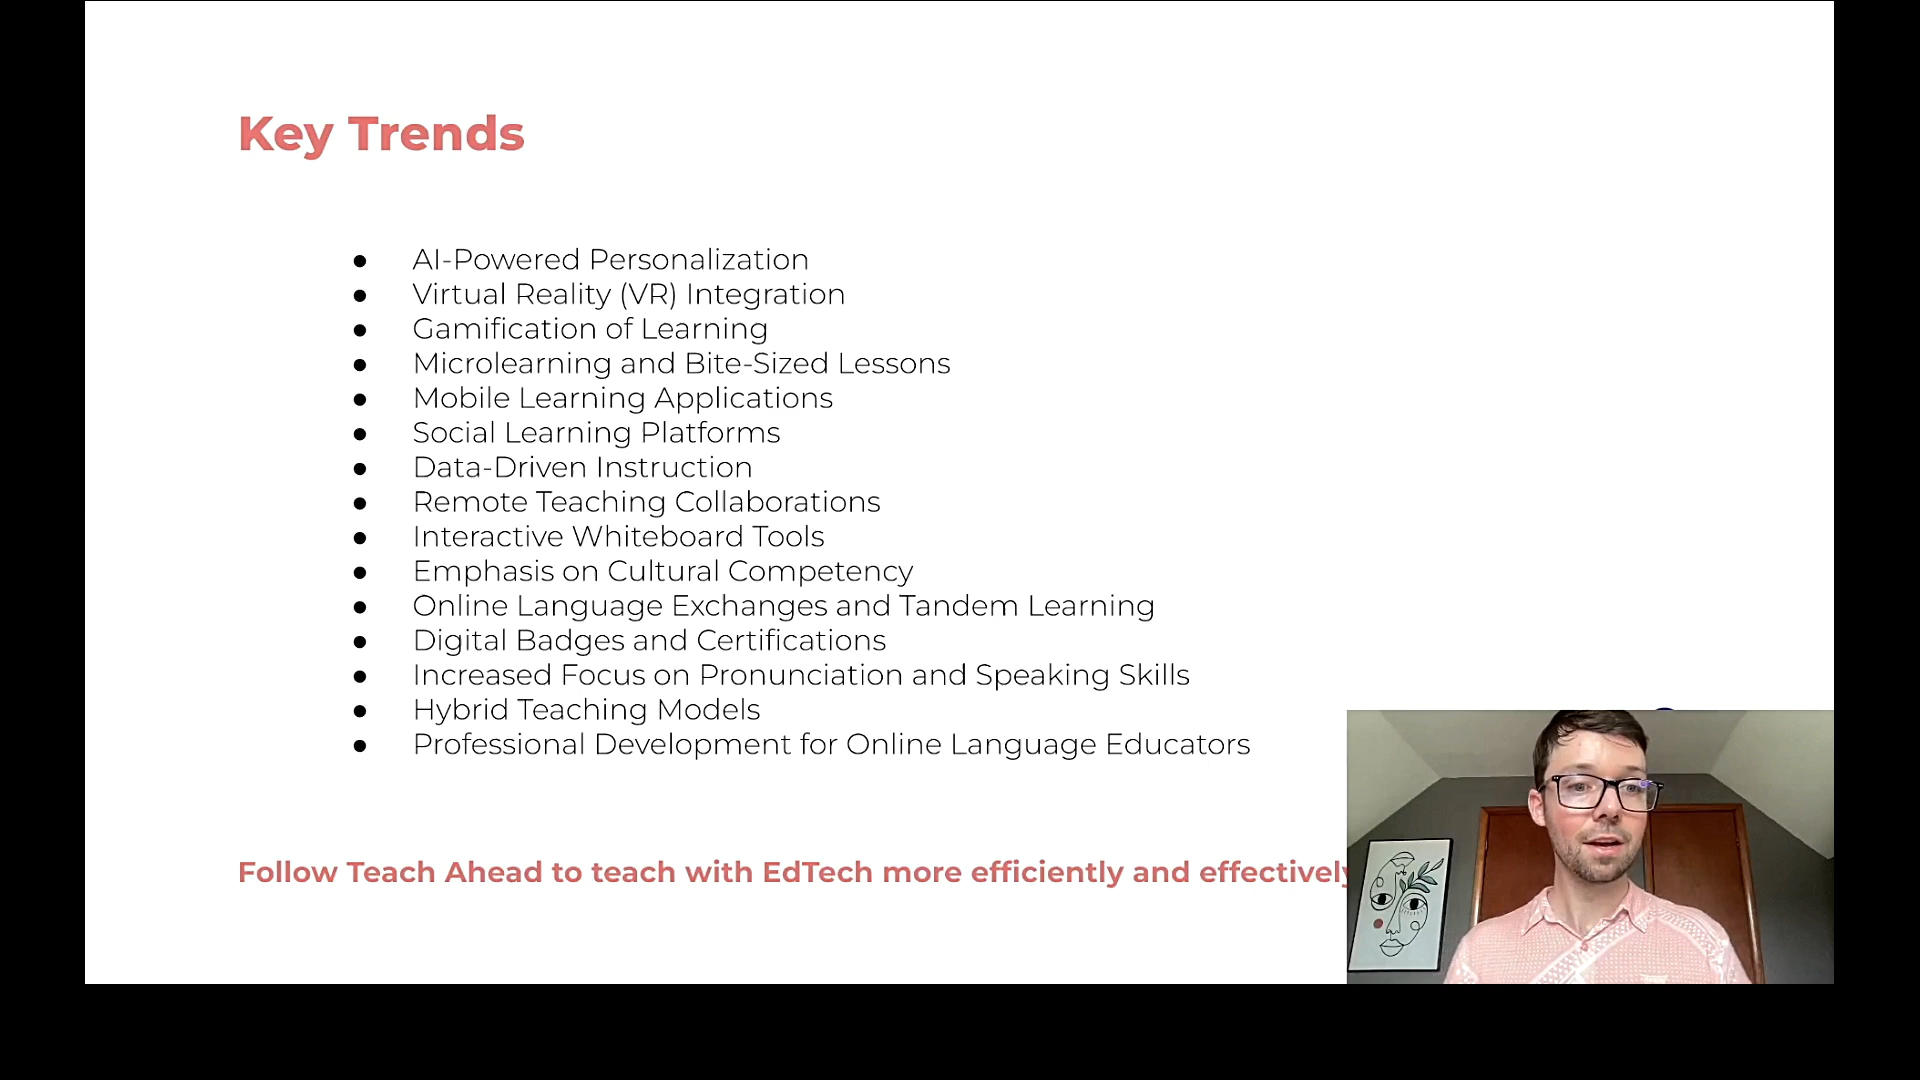 Key Trends
● AI-Powered Personalization
● Virtual Reality (VR) Integration
● Gamification of Learning
● Microlearning and Bite-Sized Lessons
● Mobile Learning Applications
● Social Learning Platforms
● Data-Driven Instruction
● Remote Teaching Collaborations
● Interactive Whiteboard Tools
● Emphasis on Cultural Competency
● Online Language Exchanges and Tandem Learning
● Digital Badges and Certifications
● Increased Focus on Pronunciation and Speaking Skills
● Hybrid Teaching Models
● Professional Development for Online Language Educators
Follow Teach Ahead to teach with EdTech more efficiently and effectively